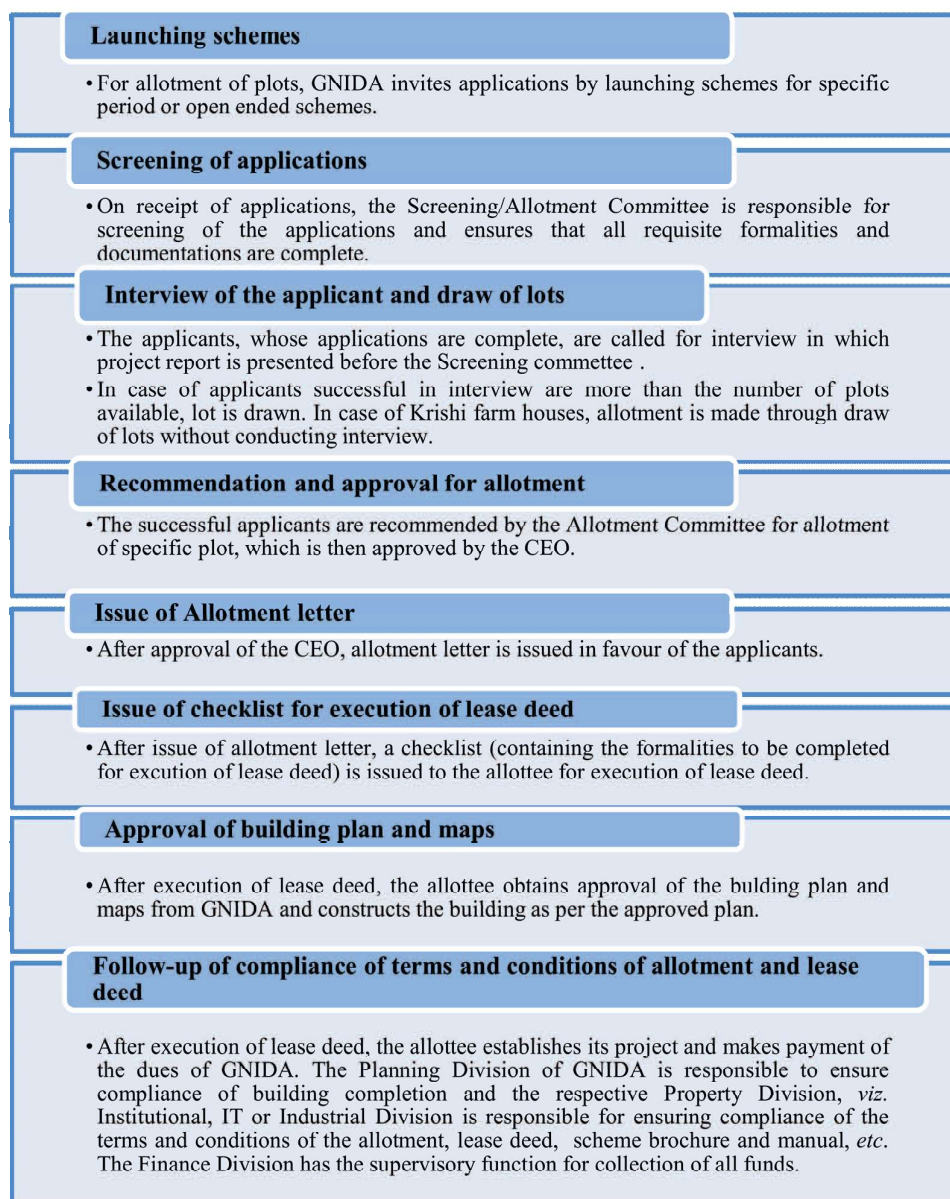 Launching schemes
• For allotment of plots, GNIDA invites applications by launching schemes for specific
period or open ended schemes.
Screening of applications
• On receipt of applications, the Screening/Allotment Committee is responsible for
screening of the applications and ensures that all requisite formalities and
documentations are complete.
Interview of the applicant and draw of lots
• The applicants, whose applications are complete, are called for interview in which
project report is presented before the Screening commettee .
• In case of applicants successful in interview are more than the number of plots
available, lot is drawn. In case of Krishi farm houses, allotment is made through draw
of lots without conducting interview.
Recommendation and approval for allotment
• The successful applicants are recommended by the Allotment Committee for allotment
of specific plot, which is then approved by the CEO.
Issue of Allotment letter
• After approval of the CEO, allotment letter is issued in favour of the applicants.
Issue of checklist for execution of lease deed
• After issue of allotment letter, a checklist (containing the formalities to be completed
for excution of lease deed) is issued to the allottee for execution of lease deed.
Approval of building plan and maps
• After execution of lease deed, the allottee obtains approval of the bulding plan and
maps from GNIDA and constructs the building as per the approved plan.
Follow-up of compliance of terms and conditions of allotment and lease
deed
• After execution of lease deed, the allottee establishes its project and makes payment of
the dues of GNIDA. The Planning Division of GNIDA is responsible to ensure
compliance of building completion and the respective Property Division, viz.
Institutional, IT or Industrial Division is responsible for ensuring compliance of the
terms and conditions of the allotment, lease deed, scheme brochure and manual, etc.
The Finance Division has the supervisory function for collection of all funds.